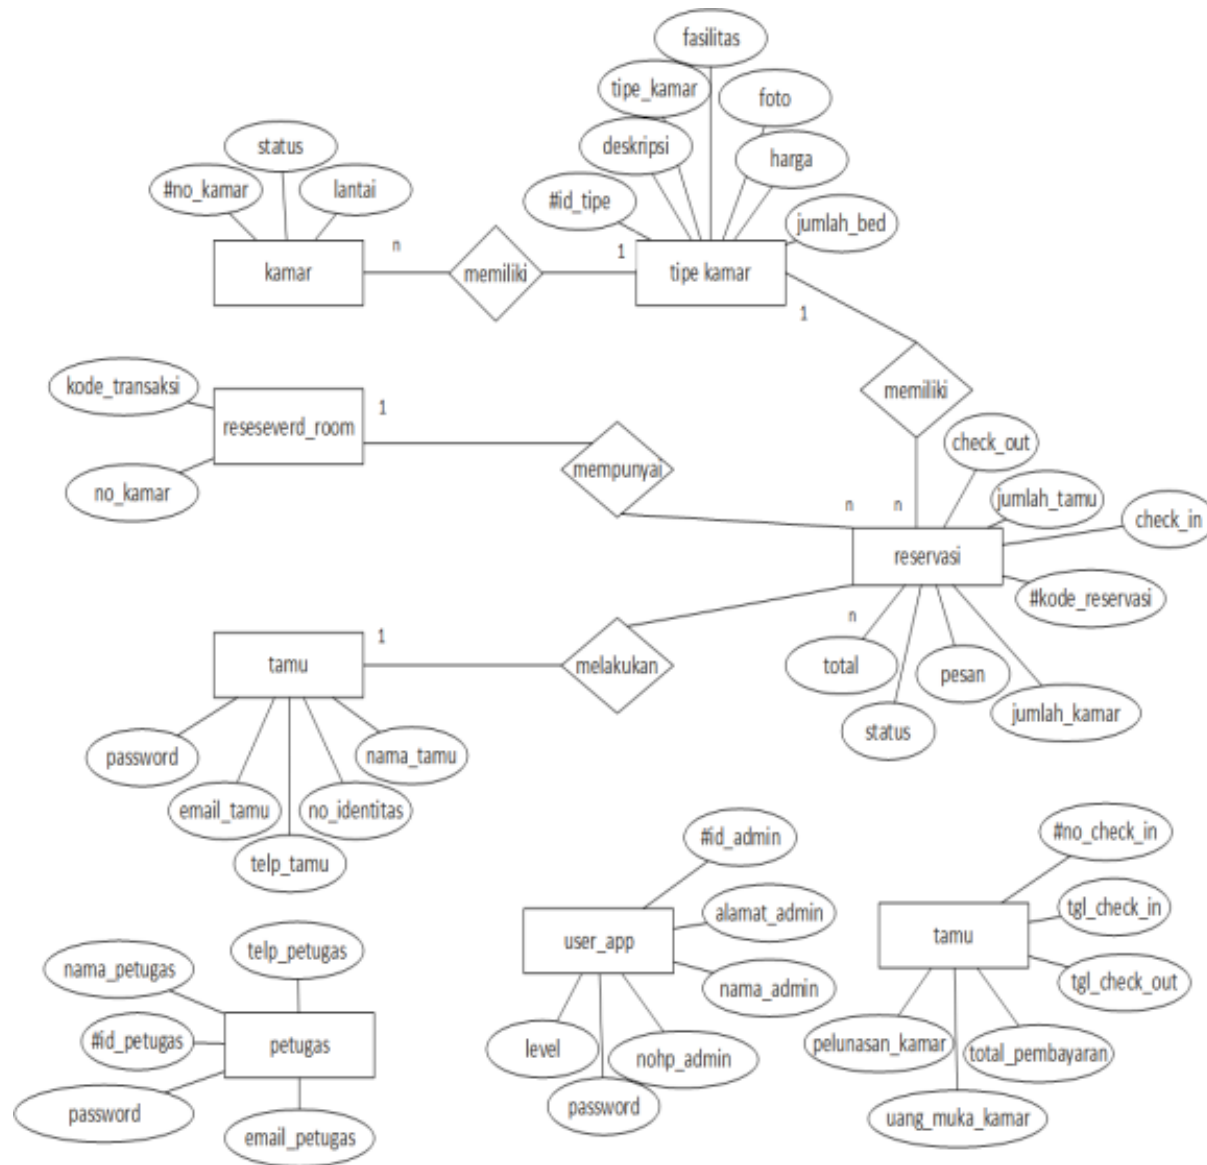 fasilitas
tipe_kamar
foto
status
deskripsi
harga
#no_kamar
lantai
#id_tipe
jumlah_bed
n
1
kamar
memiliki
tipe kamar
1
kode_transaksi
1
memiliki
reseseverd_room
check_out
mempunyai
no_kamar
jumlah_tamu
n
n
check_in
reservasi
#kode_reservasi
n
1
tamu
melakukan
total
pesan
jumlah_kamar
status
password
nama_tamu
email_tamu
no_identitas
telp_tamu
#id_admin
#no_check_in
alamat_admin
tgl_check_in
user_app
tamu
telp_petugas
nama_petugas
nama_admin
tgl_check_out
#id_petugas
petugas
level
nohp_admin
pelunasan_kamar
total_pembayaran
password
password
uang_muka_kamar
email_petugas